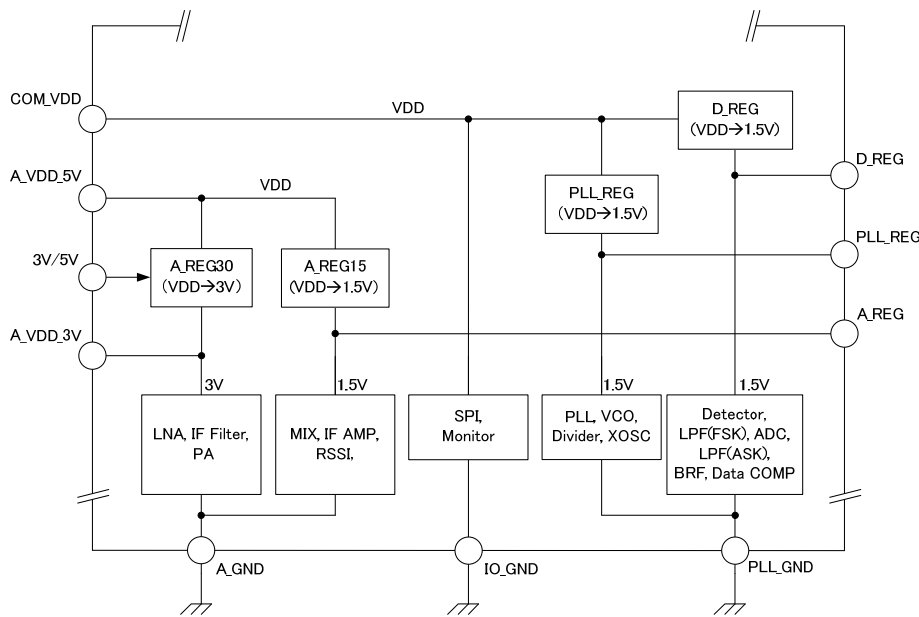 COM_VDD
VDD
D_REG
(VDD→1.5V)
A_VDD_5V
VDD
D_REG
PLL_REG
(VDD→1.5V)
3V/5V
A_REG30
(VDD→3V)
A_REG15
(VDD→1.5V)
PLL_REG
A_VDD_3V
A_REG
3V
1.5V
1.5V
1.5V
LNA, IF Filter,
PA
MIX, IF AMP,
RSSI,
SPI,
Monitor
PLL, VCO,
Divider, XOSC
Detector,
LPF(FSK), ADC,
LPF(ASK),
BRF, Data COMP
A_GND
IO_GND
PLL_GND